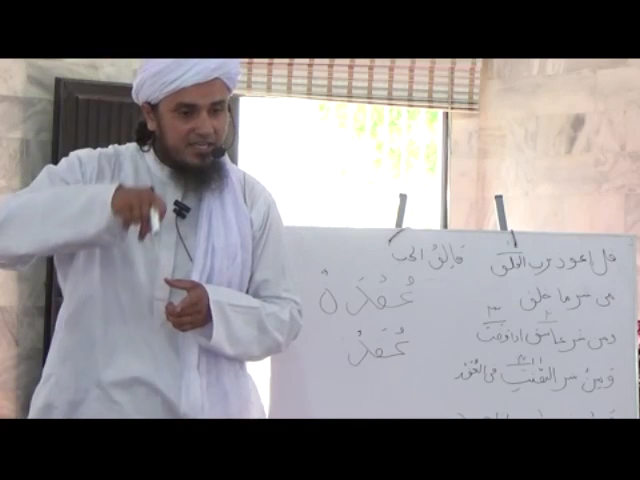 قل اعوذ برب الفلق فالق الحب
من شر ما خلق
ومن شر غاسق اذا وقب
ومن شر النفثت في العقد
عُقْدَةٌ
عُقَدٌ